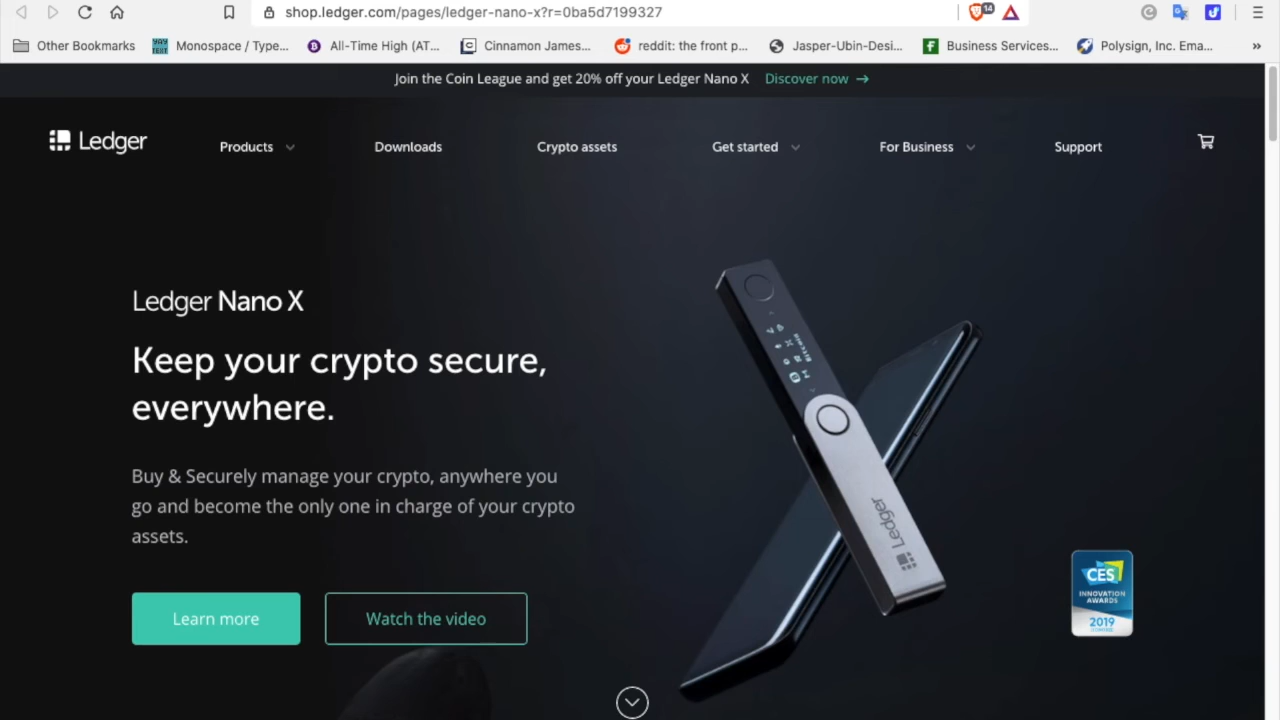 shop.ledger.com/pages/ledger-nano-x?r=0ba5d7199327
14
Other Bookmarks
Monospace / Type...
All-Time High (AT...
Cinnamon James...
reddit: the front p...
Jasper-Ubin-Desi...
Business Services...
Polysign, Inc. Ema...
»
Join the Coin League and get 20% off your Ledger Nano X Discover now →
Ledger
Products
Downloads
Crypto assets
Get started
For Business
Support
Ledger Nano X
Keep your crypto secure,
everywhere.
Buy & Securely manage your crypto, anywhere you
go and become the only one in charge of your crypto
assets.
Learn more
Watch the video
Bitcoin
Ledger
CES
INNOVATION
AWARDS
2019